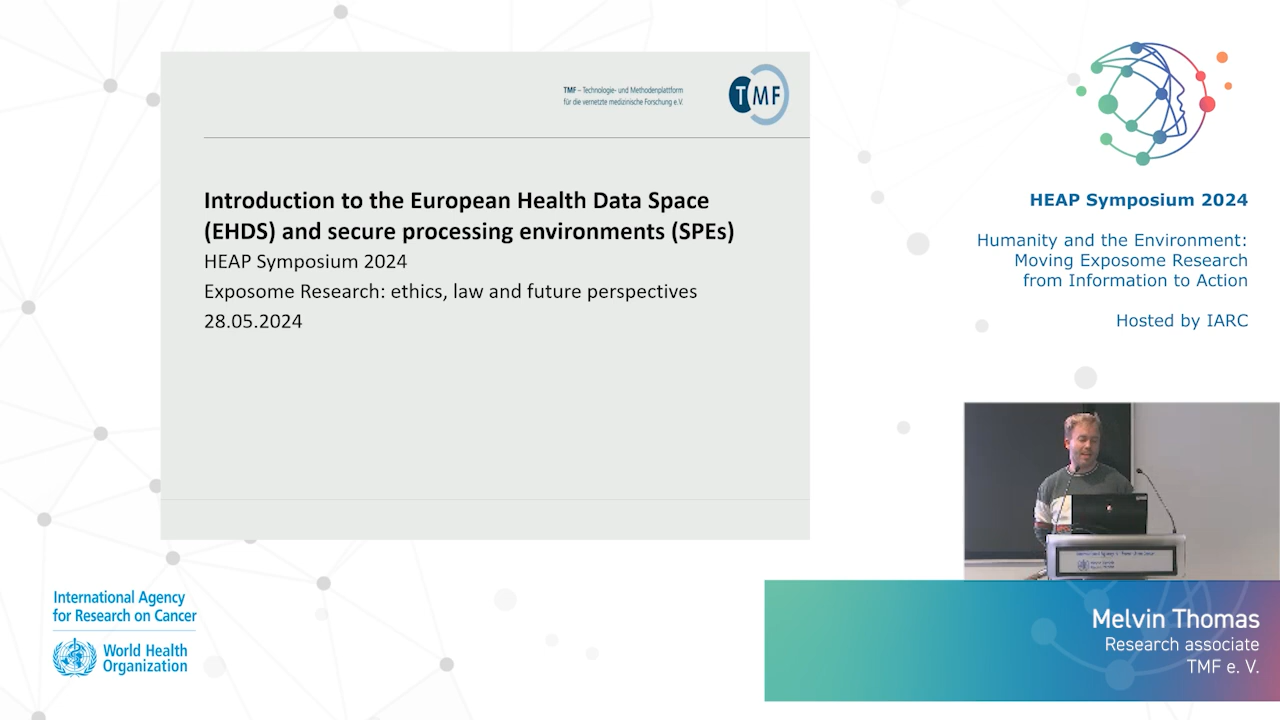 TMF – Technologie- und Methodenplattform
für die vernetzte medizinische Forschung e.V.
TMF
Introduction to the European Health Data Space
(EHDS) and secure processing environments (SPEs)
HEAP Symposium 2024
Exposome Research: ethics, law and future perspectives
28.05.2024
HEAP Symposium 2024
Humanity and the Environment:
Moving Exposome Research
from Information to Action
Hosted by IARC
International Agency
for Research on Cancer
World Health
Organization
Melvin Thomas
Research associate
TMF e. V.